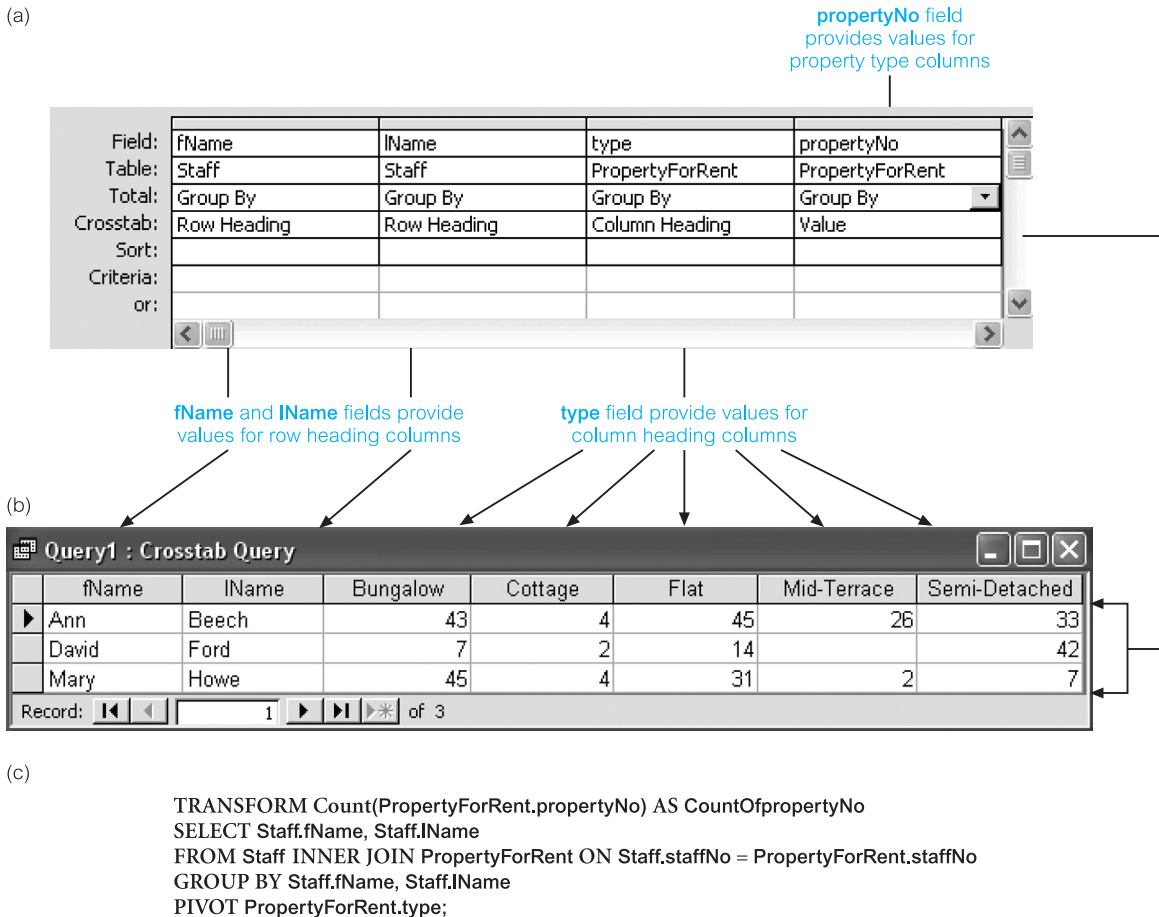 (a)
propertyNo field
provides values for
property type columns
Field: fName lName type propertyNo
Table: Staff Staff PropertyForRent PropertyForRent
Total: Group By Group By Group By Group By
Crosstab: Row Heading Row Heading Column Heading Value
Sort:
Criteria:
or:
fName and lName fields provide
values for row heading columns
type field provide values for
column heading columns
(b)
Query1 : Crosstab Query
fName lName Bungalow Cottage Flat Mid-Terrace Semi-Detached
Ann Beech 43 4 45 26 33
David Ford 7 2 14 42
Mary Howe 45 4 31 2 7
Record: 1 of 3
(c)
TRANSFORM Count(PropertyForRent.propertyNo) AS CountOfpropertyNo
SELECT Staff.fName, Staff.lName
FROM Staff INNER JOIN PropertyForRent ON Staff.staffNo = PropertyForRent.staffNo
GROUP BY Staff.fName, Staff.lName
PIVOT PropertyForRent.type;